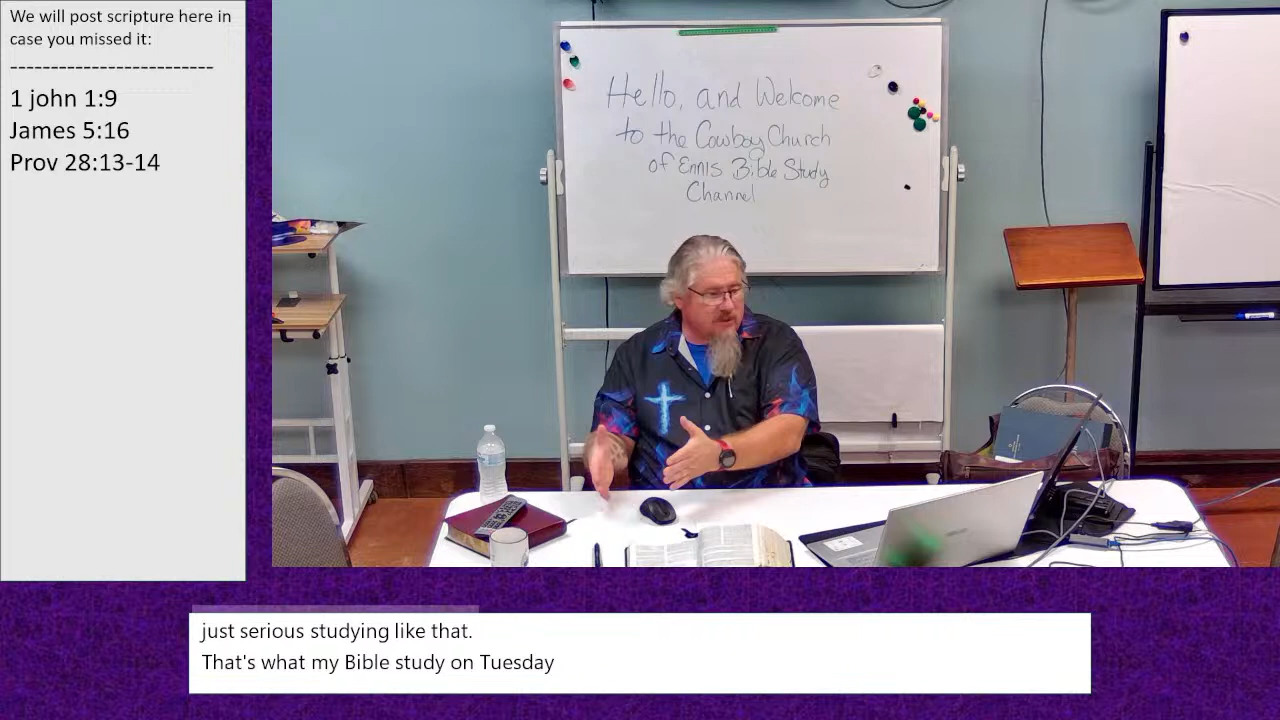 We will post scripture here in
case you missed it:
-------------------------
1 john 1:9
James 5:16
Prov 28:13-14
Hello, and Welcome
to the Cowboy Church
of Ennis Bible Study
Channel
just serious studying like that.
That's what my Bible study on Tuesday